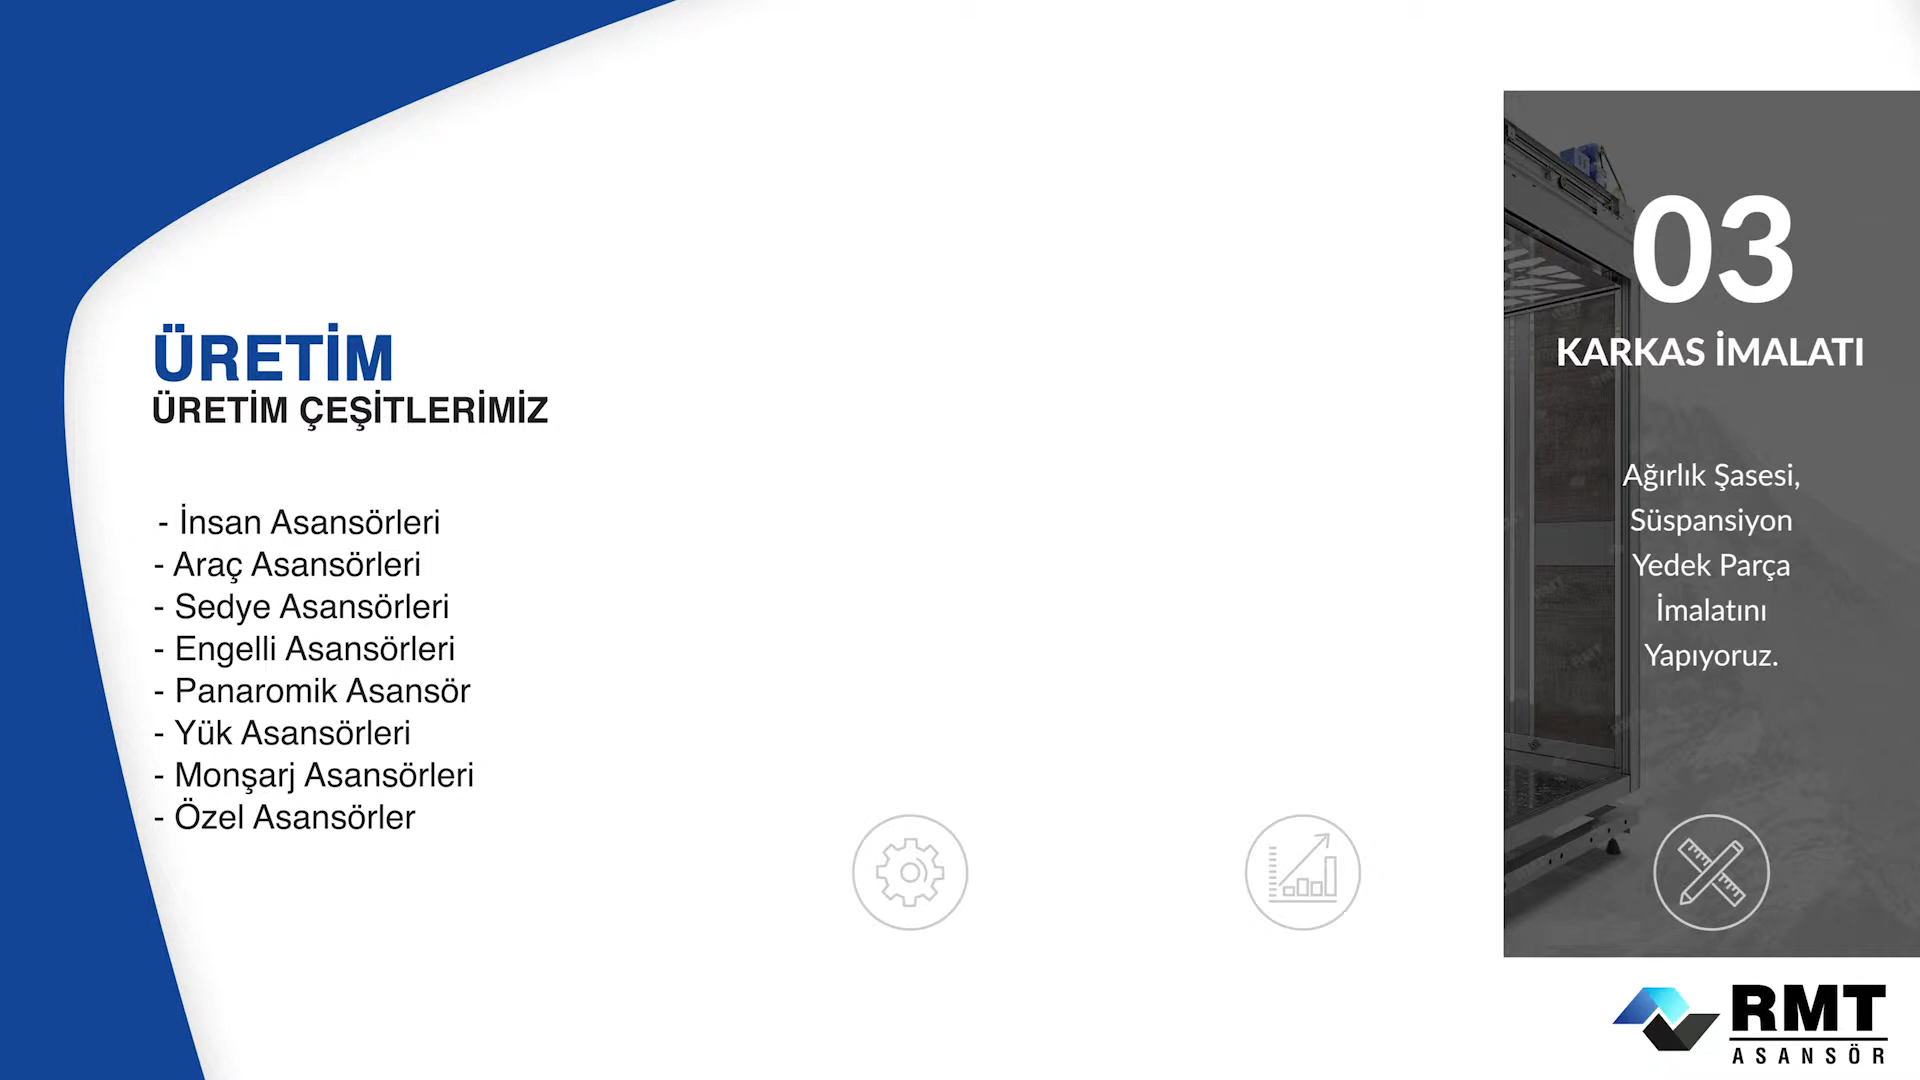 ÜRETİM
ÜRETİM ÇEŞİTLERİMİZ
- İnsan Asansörleri
- Araç Asansörleri
- Sedye Asansörleri
- Engelli Asansörleri
- Panaromik Asansör
- Yük Asansörleri
- Monşarj Asansörleri
- Özel Asansörler
03
KARKAS İMALATI
Ağırlık Şasesi,
Süspansiyon
Yedek Parça
İmalatını
Yapıyoruz.
RMT
ASANSÖR